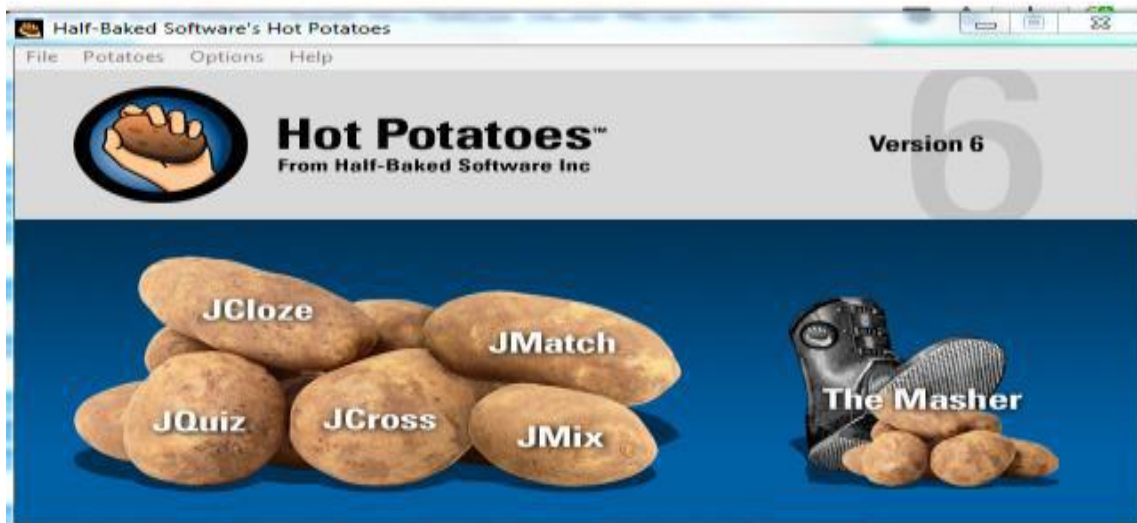 Half-Baked Software's Hot Potatoes
File Potatoes Options Help
6
Hot Potatoes™
From Half-Baked Software Inc
Version 6
JCloze
JMatch
JQuiz
JCross
JMix
The Masher